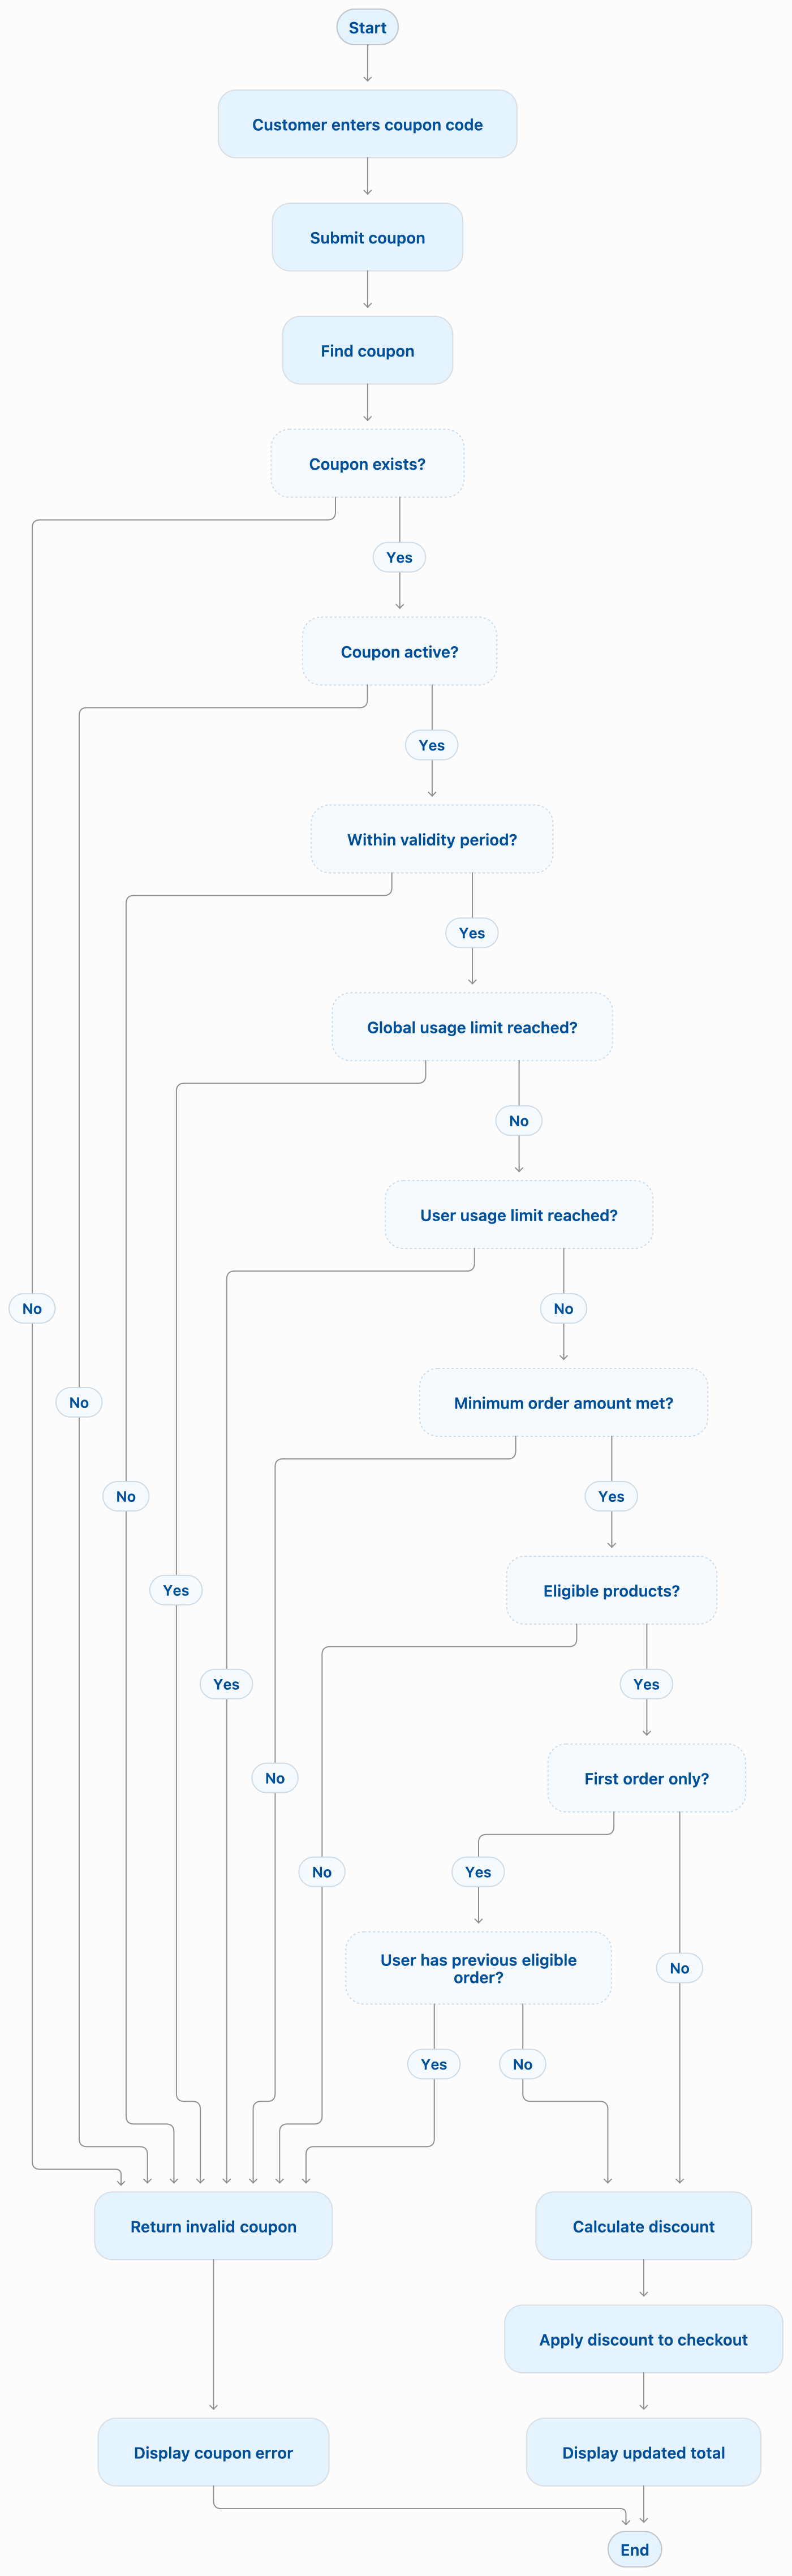 Start
Customer enters coupon code
Submit coupon
Find coupon
Coupon exists?
Yes
Coupon active?
Yes
Within validity period?
Yes
Global usage limit reached?
No
User usage limit reached?
No
No
Minimum order amount met?
No
No
Yes
Yes
Eligible products?
Yes
Yes
First order only?
No
No
Yes
User has previous eligible
order?
No
Yes
No
Return invalid coupon
Calculate discount
Apply discount to checkout
Display coupon error
Display updated total
End